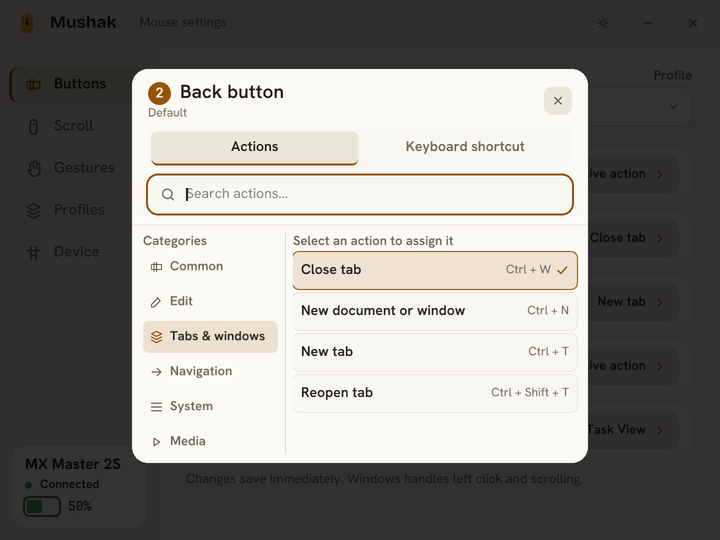 Mushak
Mouse settings
Buttons
Scroll
Gestures
Profiles
Device
MX Master 2S
Connected
50%
Profile
ive action
Close tab
New tab
ive action
Task View
Changes save immediately. Windows handles left click and scrolling.
2 Back button
Default
Actions
Keyboard shortcut
Search actions...
Categories
Common
Edit
Tabs & windows
Navigation
System
Media
Select an action to assign it
Close tab Ctrl + W
New document or window Ctrl + N
New tab Ctrl + T
Reopen tab Ctrl + Shift + T